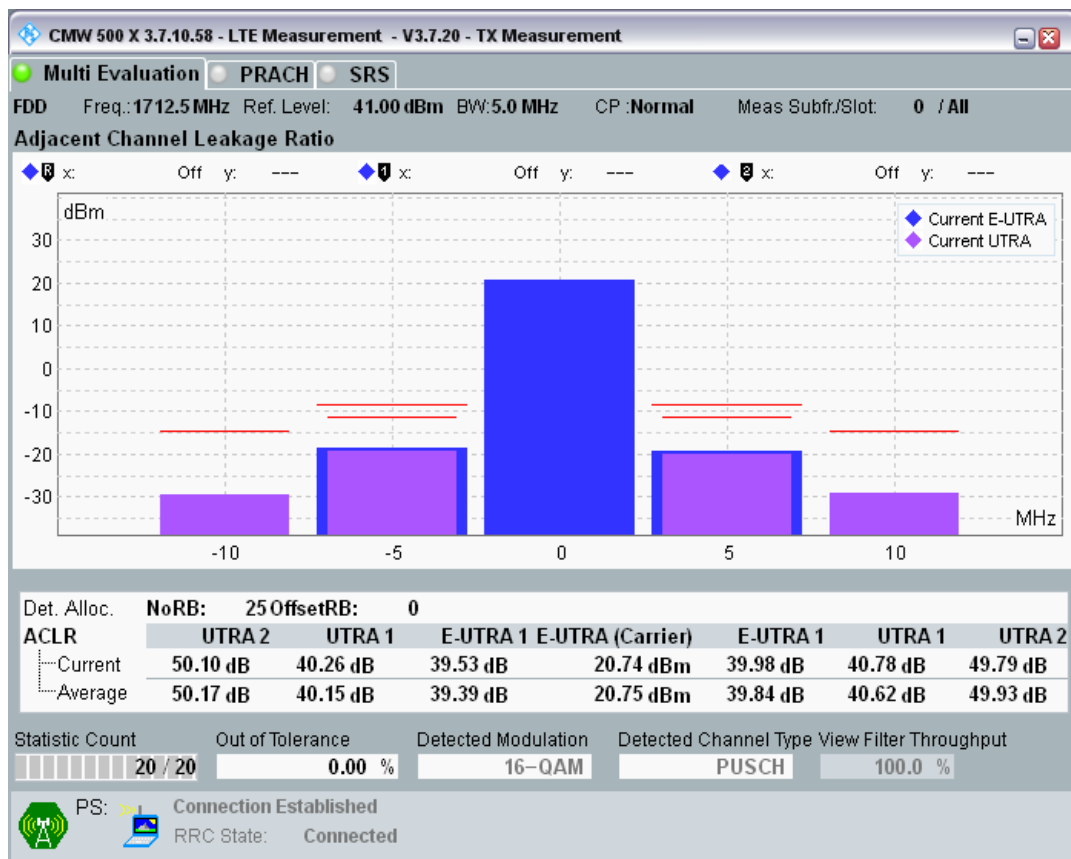 CMW 500 X 3.7.10.58 - LTE Measurement - V3.7.20 - TX Measurement
Multi Evaluation PRACH SRS
FDD Freq.:1712.5 MHz Ref. Level: 41.00 dBm BW:5.0 MHz CP :Normal Meas Subfr./Slot: 0 / All
Adjacent Channel Leakage Ratio
R x: Off y: --- 1 x: Off y: --- 2 x: Off y: ---
dBm
Current E-UTRA
Current UTRA
30
20
10
0
-10
-20
-30
MHz
-10 -5 0 5 10
Det. Alloc. NoRB: 25 OffsetRB: 0
ACLR UTRA 2 UTRA 1 E-UTRA 1 E-UTRA (Carrier) E-UTRA 1 UTRA 1 UTRA 2
Current 50.10 dB 40.26 dB 39.53 dB 20.74 dBm 39.98 dB 40.78 dB 49.79 dB
Average 50.17 dB 40.15 dB 39.39 dB 20.75 dBm 39.84 dB 40.62 dB 49.93 dB
Statistic Count Out of Tolerance Detected Modulation Detected Channel Type View Filter Throughput
20 / 20 0.00 % 16-QAM PUSCH 100.0 %
PS: Connection Established
RRC State: Connected